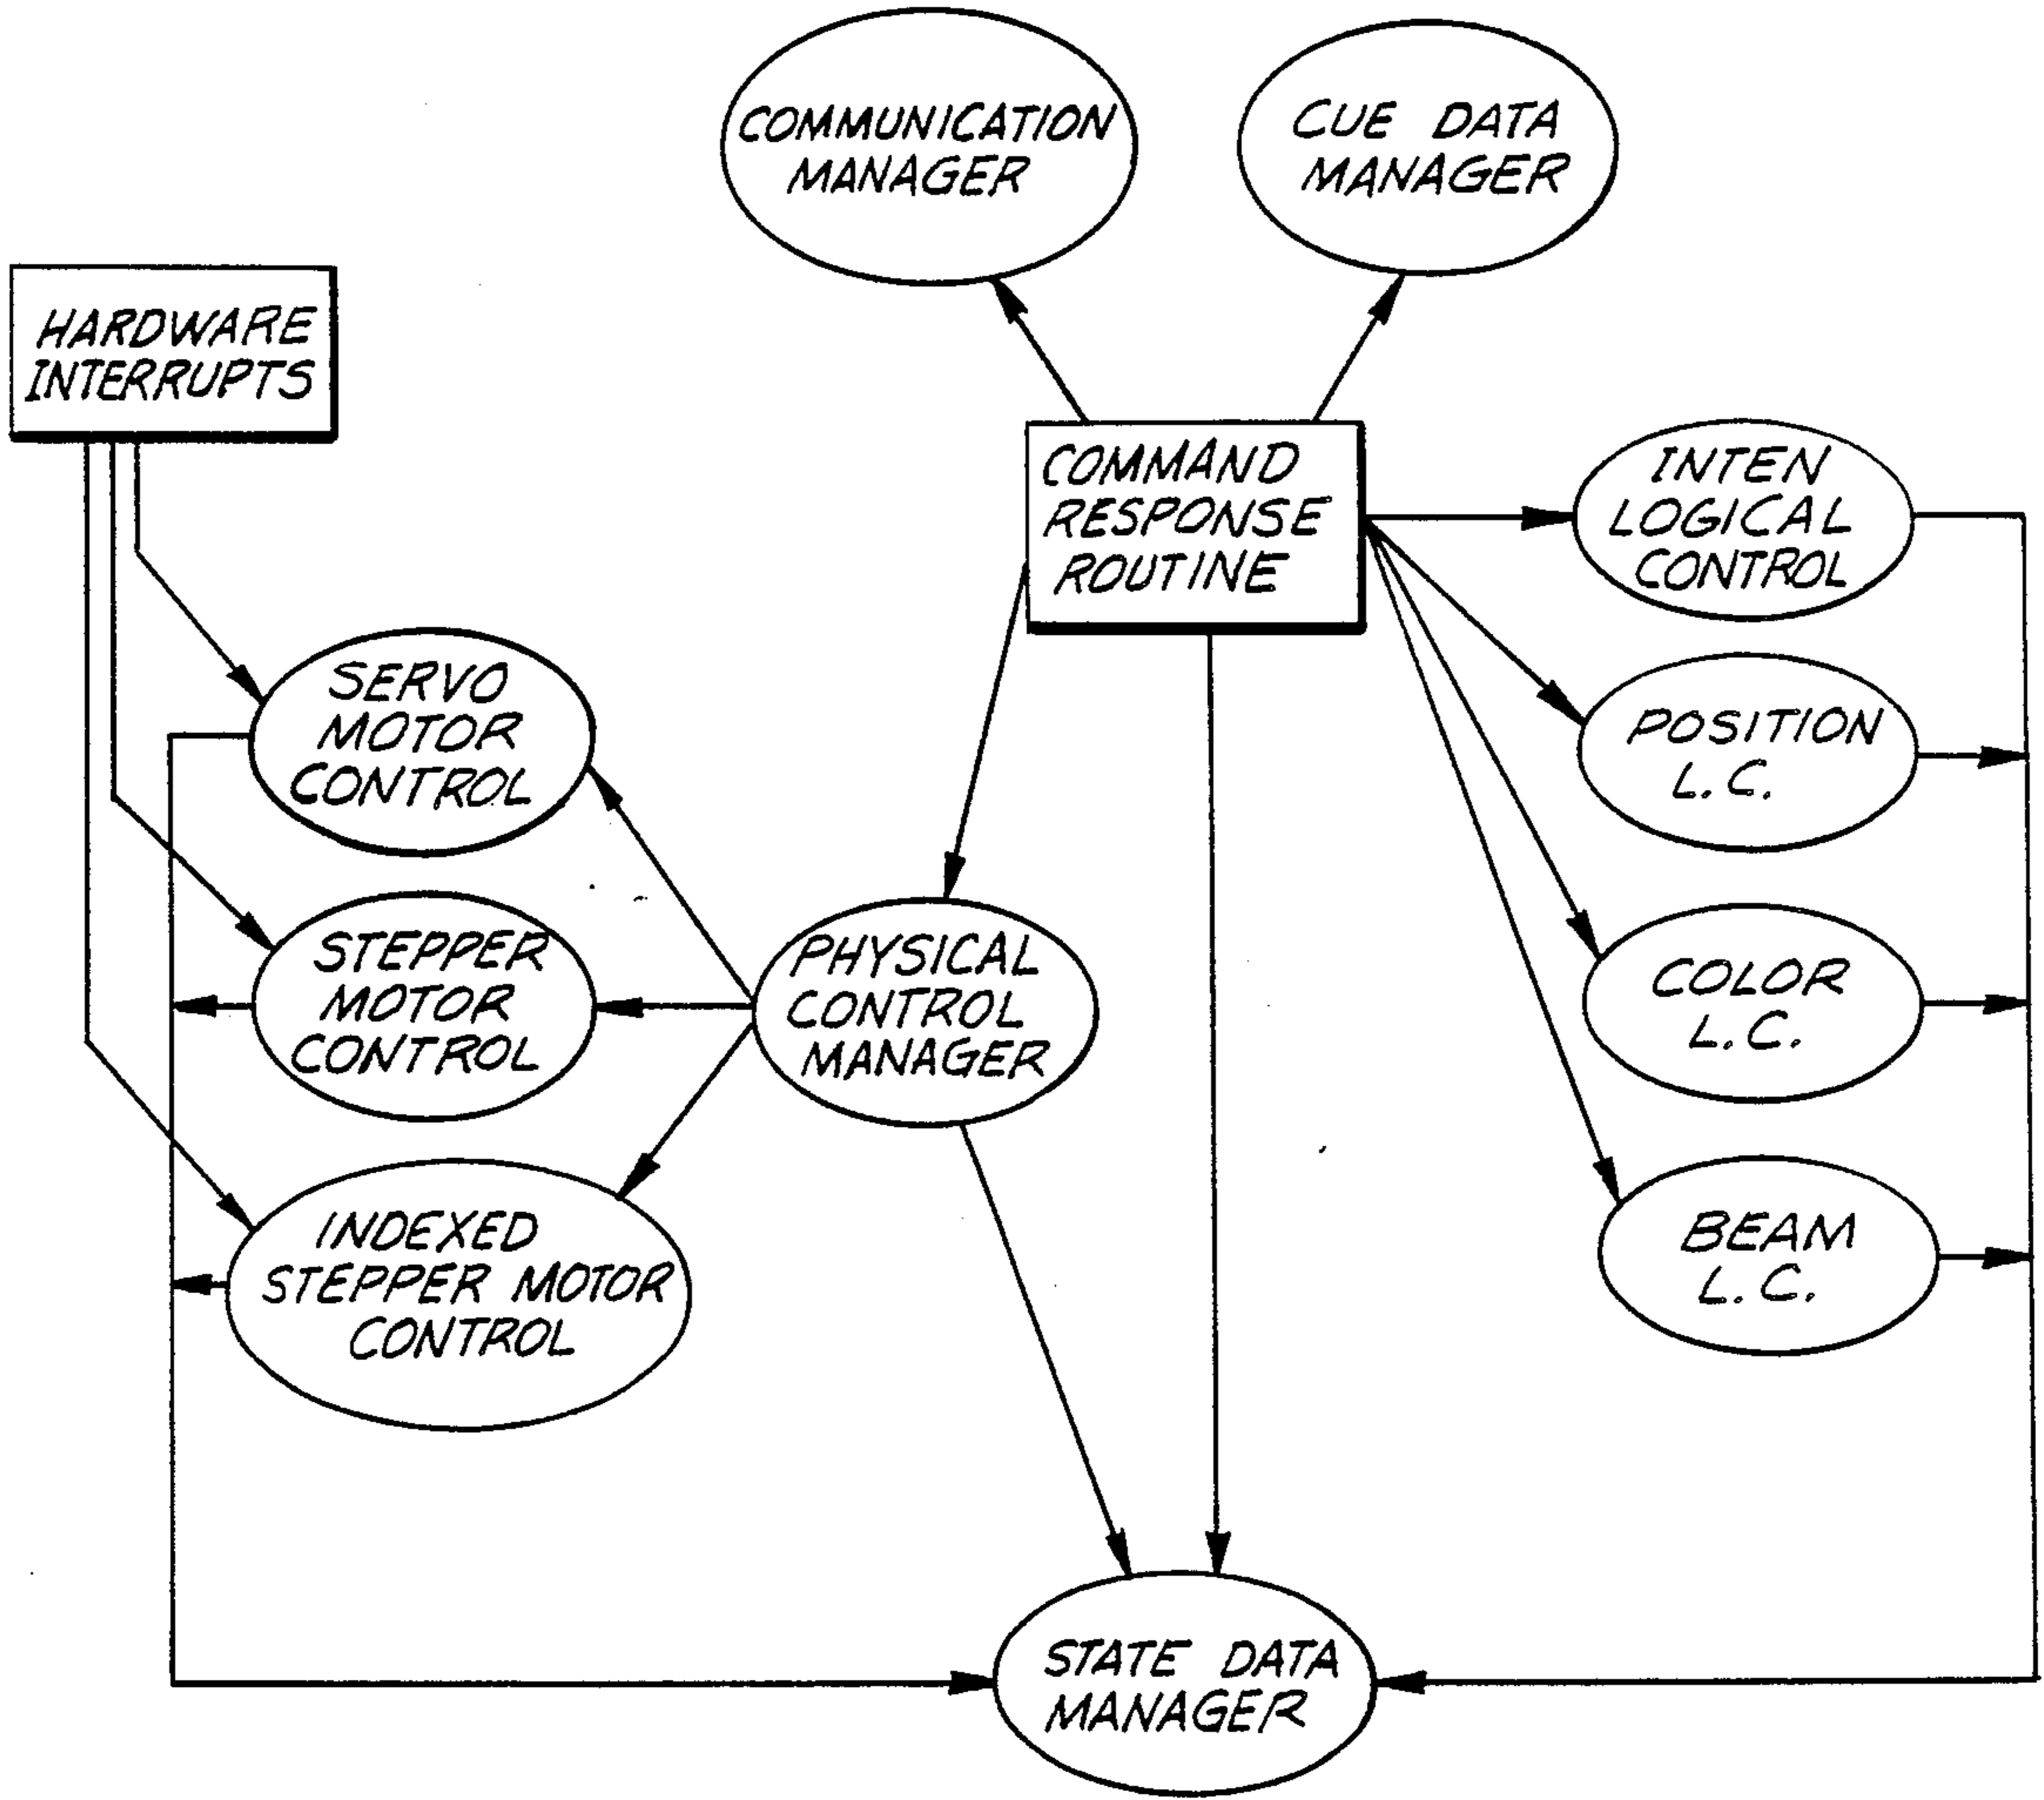 COMMUNICATION
MANAGER
CUE DATA
MANAGER
HARDWARE
INTERRUPTS
COMMAND
RESPONSE
ROUTINE
INTEN
LOGICAL
CONTROL
SERVO
MOTOR
CONTROL
POSITION
L.C.
STEPPER
MOTOR
CONTROL
PHYSICAL
CONTROL
MANAGER
COLOR
L.C.
INDEXED
STEPPER MOTOR
CONTROL
BEAM
L.C.
STATE DATA
MANAGER